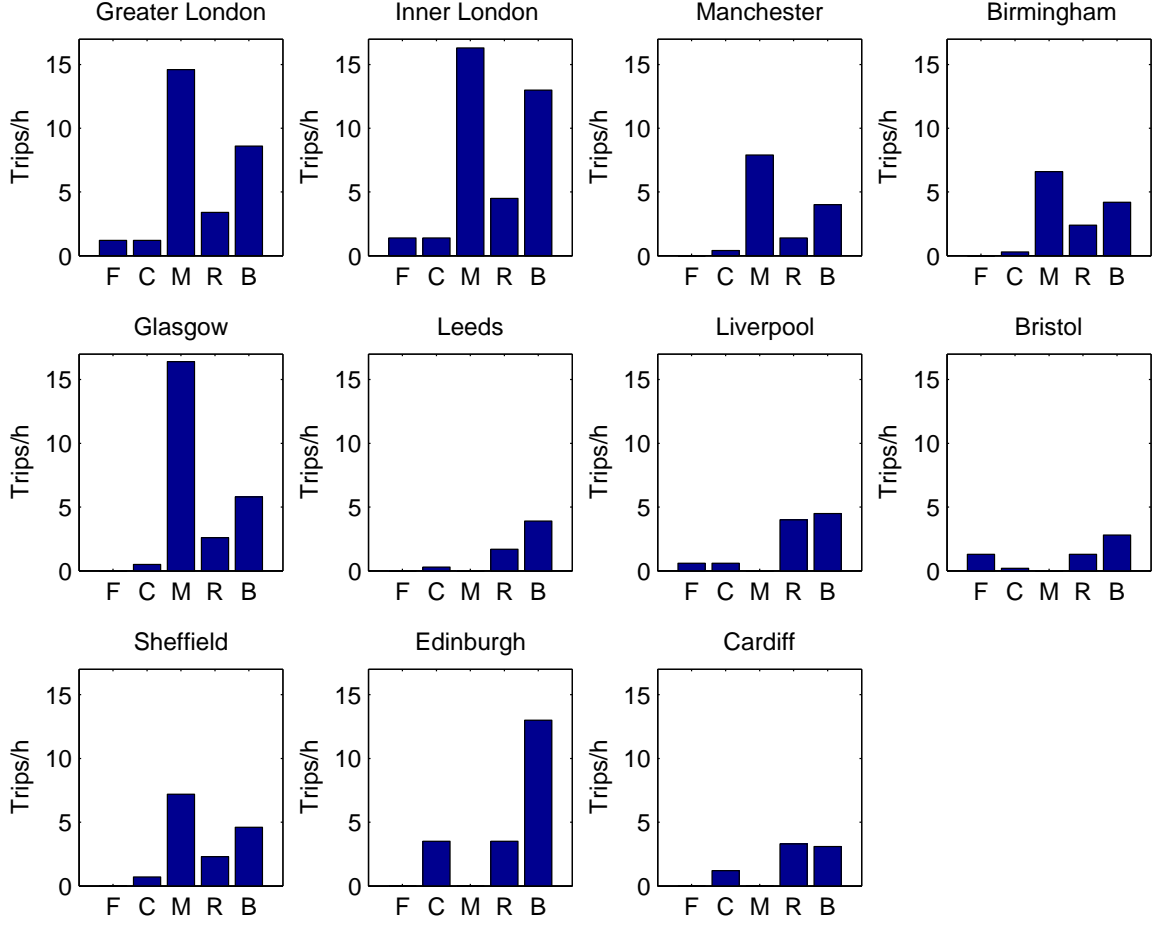 Greater London
Inner London
Manchester
Birmingham
Trips/h
15
10
5
0
F C M R B
Trips/h
15
10
5
0
F C M R B
Trips/h
15
10
5
0
F C M R B
Trips/h
15
10
5
0
F C M R B
Glasgow
Leeds
Liverpool
Bristol
Trips/h
15
10
5
0
F C M R B
Trips/h
15
10
5
0
F C M R B
Trips/h
15
10
5
0
F C M R B
Trips/h
15
10
5
0
F C M R B
Sheffield
Edinburgh
Cardiff
Trips/h
15
10
5
0
F C M R B
Trips/h
15
10
5
0
F C M R B
Trips/h
15
10
5
0
F C M R B